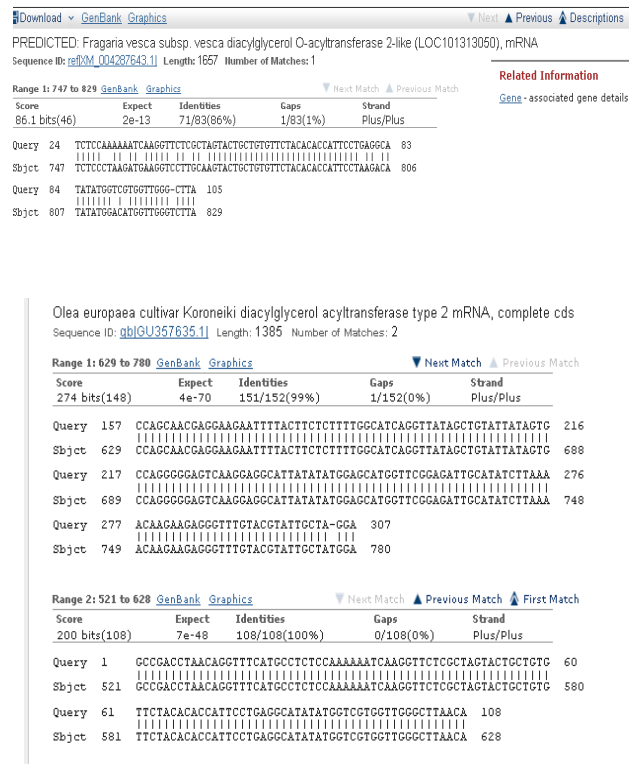 Download GenBank Graphics Next Previous Descriptions
PREDICTED: Fragaria vesca subsp. vesca diacylglycerol O-acyltransferase 2-like (LOC101313050), mRNA
Sequence ID: ref|XM_004287643.1| Length: 1657 Number of Matches: 1
Related Information
Gene - associated gene details
Range 1: 747 to 829 GenBank Graphics Next Match Previous Match
Score Expect Identities Gaps Strand
86.1 bits(46) 2e-13 71/83(86%) 1/83(1%) Plus/Plus
Query 24 TCTCCAAAAAATCAAGGTTCTCGCTAGTACTGCTGTGTTCTACACACCATTCCTGAGGCA 83
Sbjct 747 TCTCCCTAAGATGAAGGTCCTTGCAAGTACTGCTGTGTTCTACACACCATTCCTAAGACA 806
Query 84 TATATGGTCGTGGTTGGG-CTTA 105
Sbjct 807 TATATGGACATGGTTGGGTCTTA 829
Olea europaea cultivar Koroneiki diacylglycerol acyltransferase type 2 mRNA, complete cds
Sequence ID: gb|GU357635.1| Length: 1385 Number of Matches: 2
Range 1: 629 to 780 GenBank Graphics Next Match Previous Match
Score Expect Identities Gaps Strand
274 bits(148) 4e-70 151/152(99%) 1/152(0%) Plus/Plus
Query 157 CCAGCAACGAGGAAGAATTTTACTTCTCTTTTGGCATCAGGTTATAGCTGTATTATAGTG 216
Sbjct 629 CCAGCAACGAGGAAGAATTTTACTTCTCTTTTGGCATCAGGTTATAGCTGTATTATAGTG 688
Query 217 CCAGGGGGAGTCAAGGAGGCATTATATATGGAGCATGGTTCGGAGATTGCATATCTTAAA 276
Sbjct 689 CCAGGGGGAGTCAAGGAGGCATTATATATGGAGCATGGTTCGGAGATTGCATATCTTAAA 748
Query 277 ACAAGAAGAGGGTTTGTACGTATTGCTA-GGA 307
Sbjct 749 ACAAGAAGAGGGTTTGTACGTATTGCTATGGA 780
Range 2: 521 to 628 GenBank Graphics Next Match Previous Match First Match
Score Expect Identities Gaps Strand
200 bits(108) 7e-48 108/108(100%) 0/108(0%) Plus/Plus
Query 1 GCCGACCTAACAGGTTTCATGCCTCTCCAAAAAATCAAGGTTCTCGCTAGTACTGCTGTG 60
Sbjct 521 GCCGACCTAACAGGTTTCATGCCTCTCCAAAAAATCAAGGTTCTCGCTAGTACTGCTGTG 580
Query 61 TTCTACACACCATTCCTGAGGCATATATGGTCGTGGTTGGGCTTAACA 108
Sbjct 581 TTCTACACACCATTCCTGAGGCATATATGGTCGTGGTTGGGCTTAACA 628